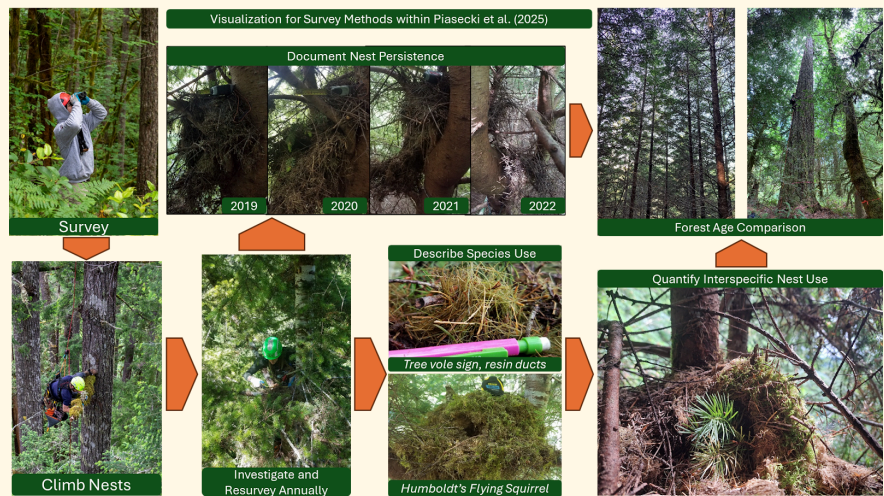 Visualization for Survey Methods within Piasecki et al. (2025)
Document Nest Persistence
2019
2020
2021
2022
Survey
Forest Age Comparison
Describe Species Use
Tree vole sign, resin ducts
Quantify Interspecific Nest Use
Climb Nests
Investigate and
Resurvey Annually
Humboldt's Flying Squirrel